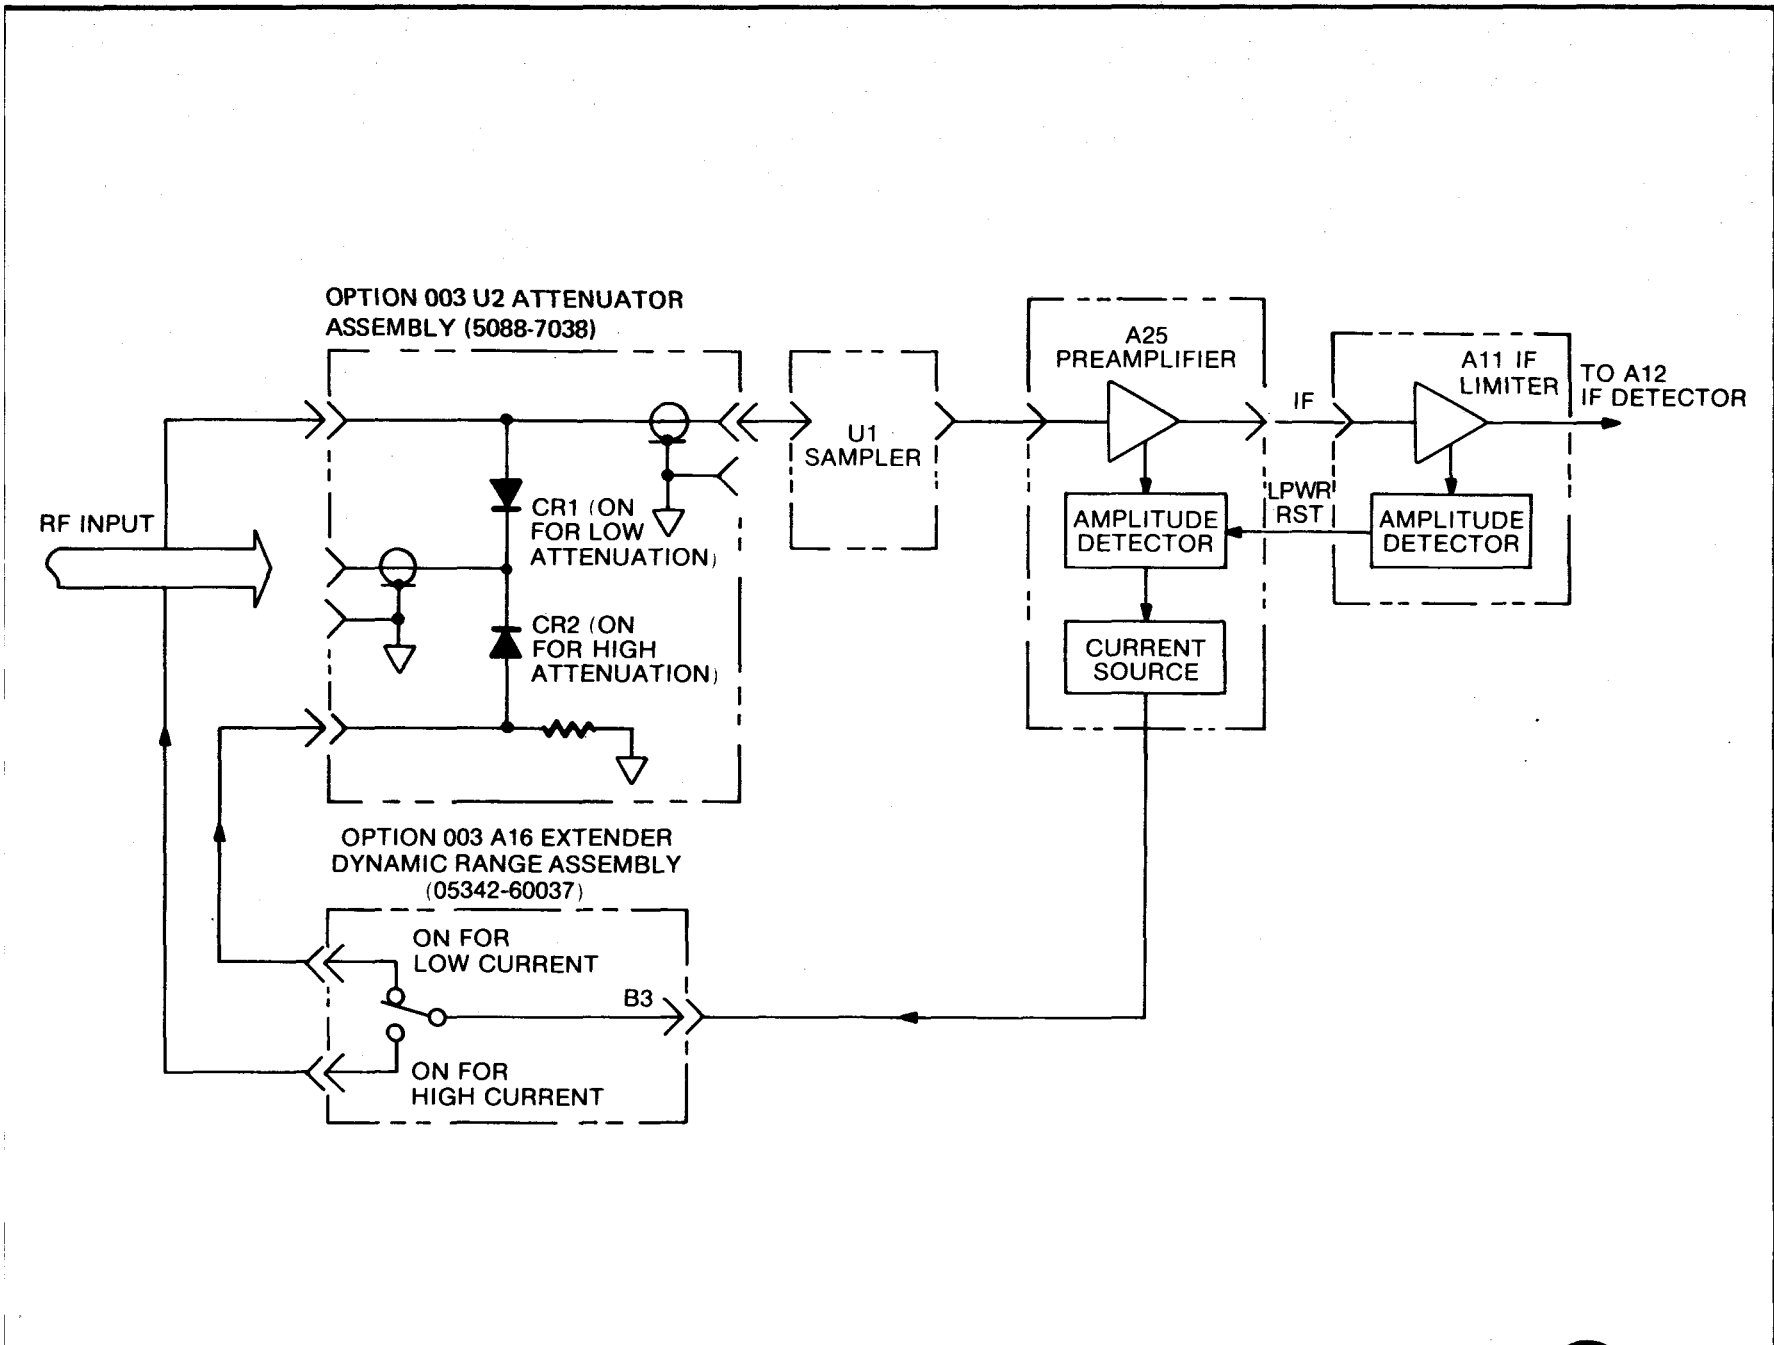 OPTION 003 U2 ATTENUATOR
ASSEMBLY (5088-7038)
A25
PREAMPLIFIER
A11 IF
LIMITER
TO A12
IF DETECTOR
IF
U1
SAMPLER
RF INPUT
CR1 (ON
FOR LOW
ATTENUATION)
LPWR
RST
AMPLITUDE
DETECTOR
AMPLITUDE
DETECTOR
CR2 (ON
FOR HIGH
ATTENUATION)
CURRENT
SOURCE
OPTION 003 A16 EXTENDER
DYNAMIC RANGE ASSEMBLY
(05342-60037)
ON FOR
LOW CURRENT
B3
ON FOR
HIGH CURRENT